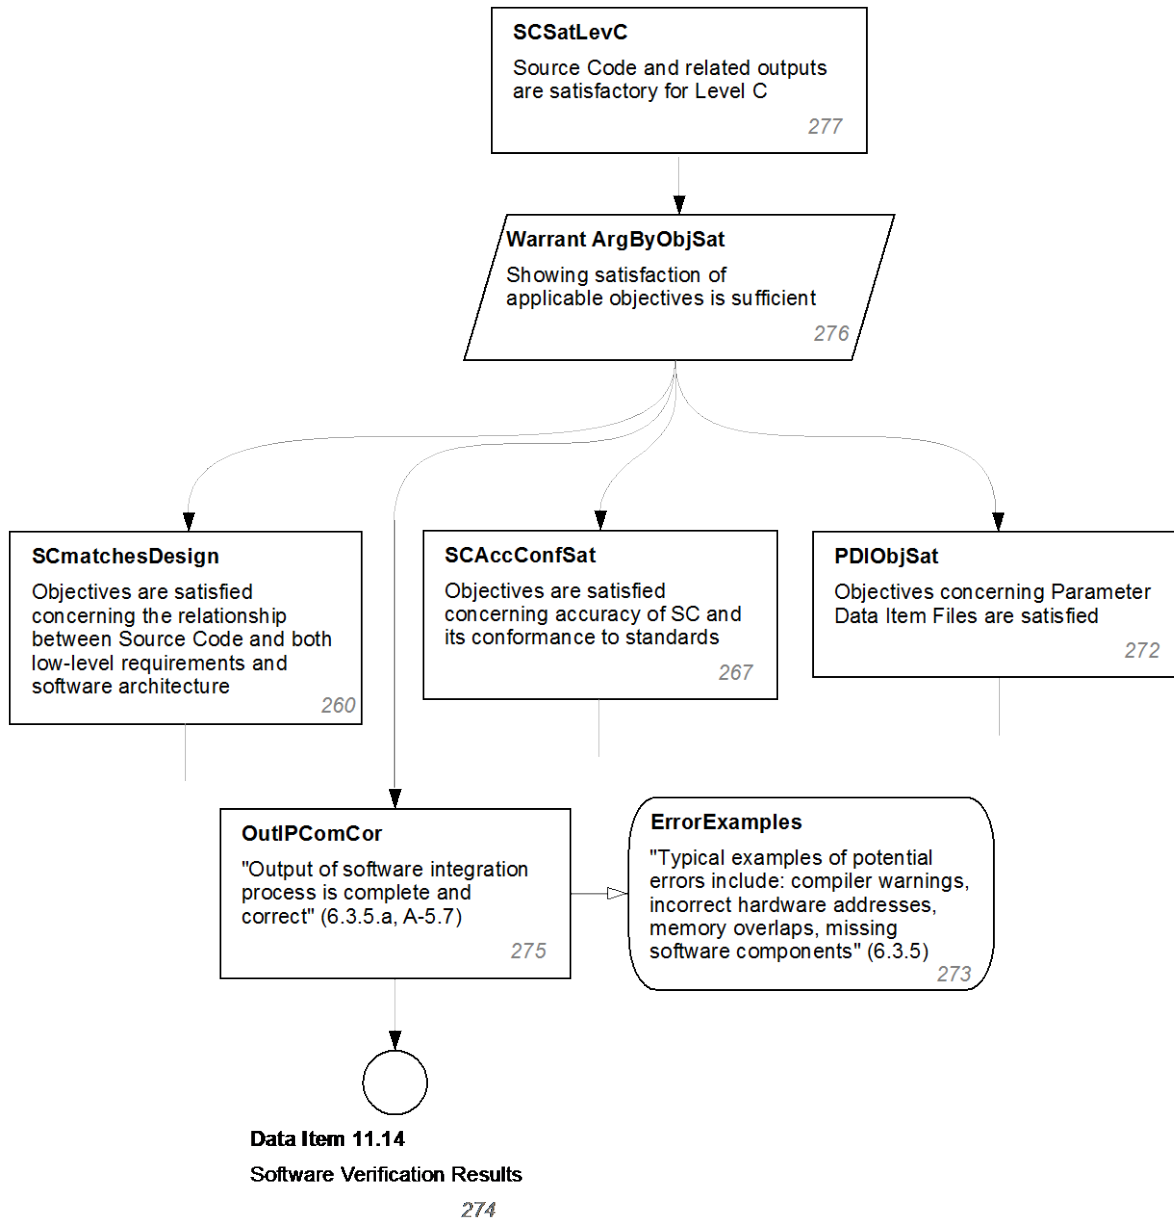 SCSatLevC
Source Code and related outputs
are satisfactory for Level C
277
Warrant ArgByObjSat
Showing satisfaction of
applicable objectives is sufficient
276
SCmatchesDesign
Objectives are satisfied
concerning the relationship
between Source Code and both
low-level requirements and
software architecture
260
SCAccConfSat
Objectives are satisfied
concerning accuracy of SC and
its conformance to standards
267
PDIObjSat
Objectives concerning Parameter
Data Item Files are satisfied
272
OutIPComCor
"Output of software integration
process is complete and
correct" (6.3.5.a, A-5.7)
275
ErrorExamples
"Typical examples of potential
errors include: compiler warnings,
incorrect hardware addresses,
memory overlaps, missing
software components" (6.3.5)
273
Data Item 11.14
Software Verification Results
274